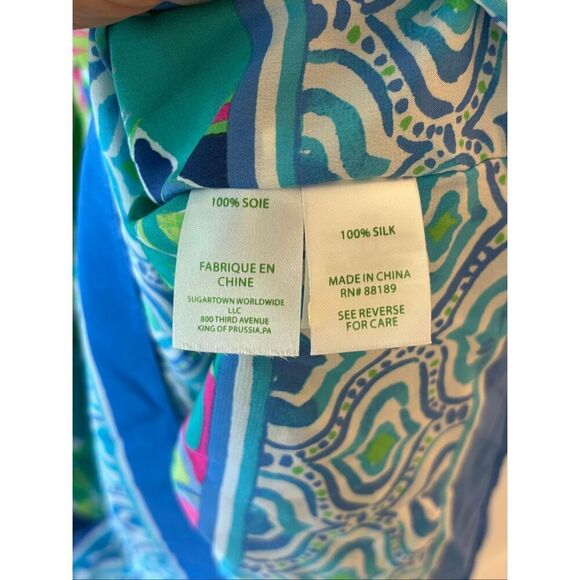 100% SOIE
FABRIQUE EN
CHINE
SUGARTOWN WORLDWIDE
LLC
800 THIRD AVENUE
KING OF PRUSSIA,PA
100% SILK
MADE IN CHINA
RN# 88189
SEE REVERSE
FOR CARE